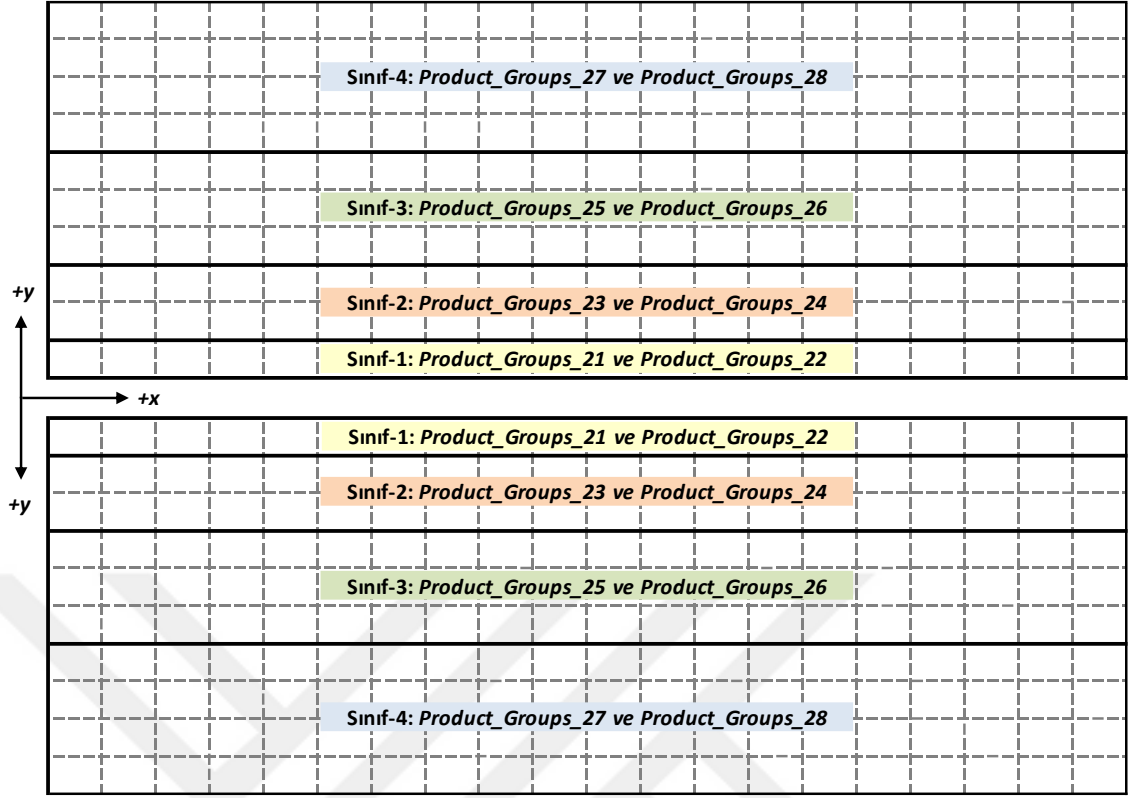 Sınıf-4: Product_Groups_27 ve Product_Groups_28
Sınıf-3: Product_Groups_25 ve Product_Groups_26
+y
Sınıf-2: Product_Groups_23 ve Product_Groups_24
Sınıf-1: Product_Groups_21 ve Product_Groups_22
+x
Sınıf-1: Product_Groups_21 ve Product_Groups_22
Sınıf-2: Product_Groups_23 ve Product_Groups_24
+y
Sınıf-3: Product_Groups_25 ve Product_Groups_26
Sınıf-4: Product_Groups_27 ve Product_Groups_28